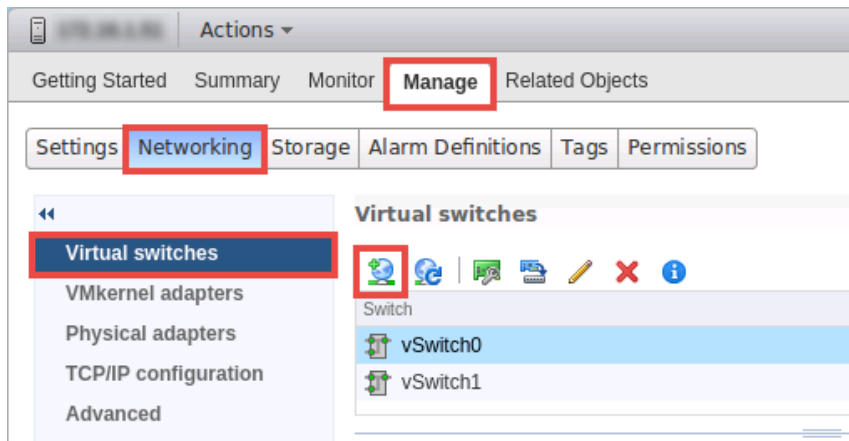 Actions
Getting Started Summary Monitor Manage Related Objects
Settings Networking Storage Alarm Definitions Tags Permissions
Virtual switches
Virtual switches
VMkernel adapters
Physical adapters
TCP/IP configuration
Advanced
Switch
vSwitch0
vSwitch1